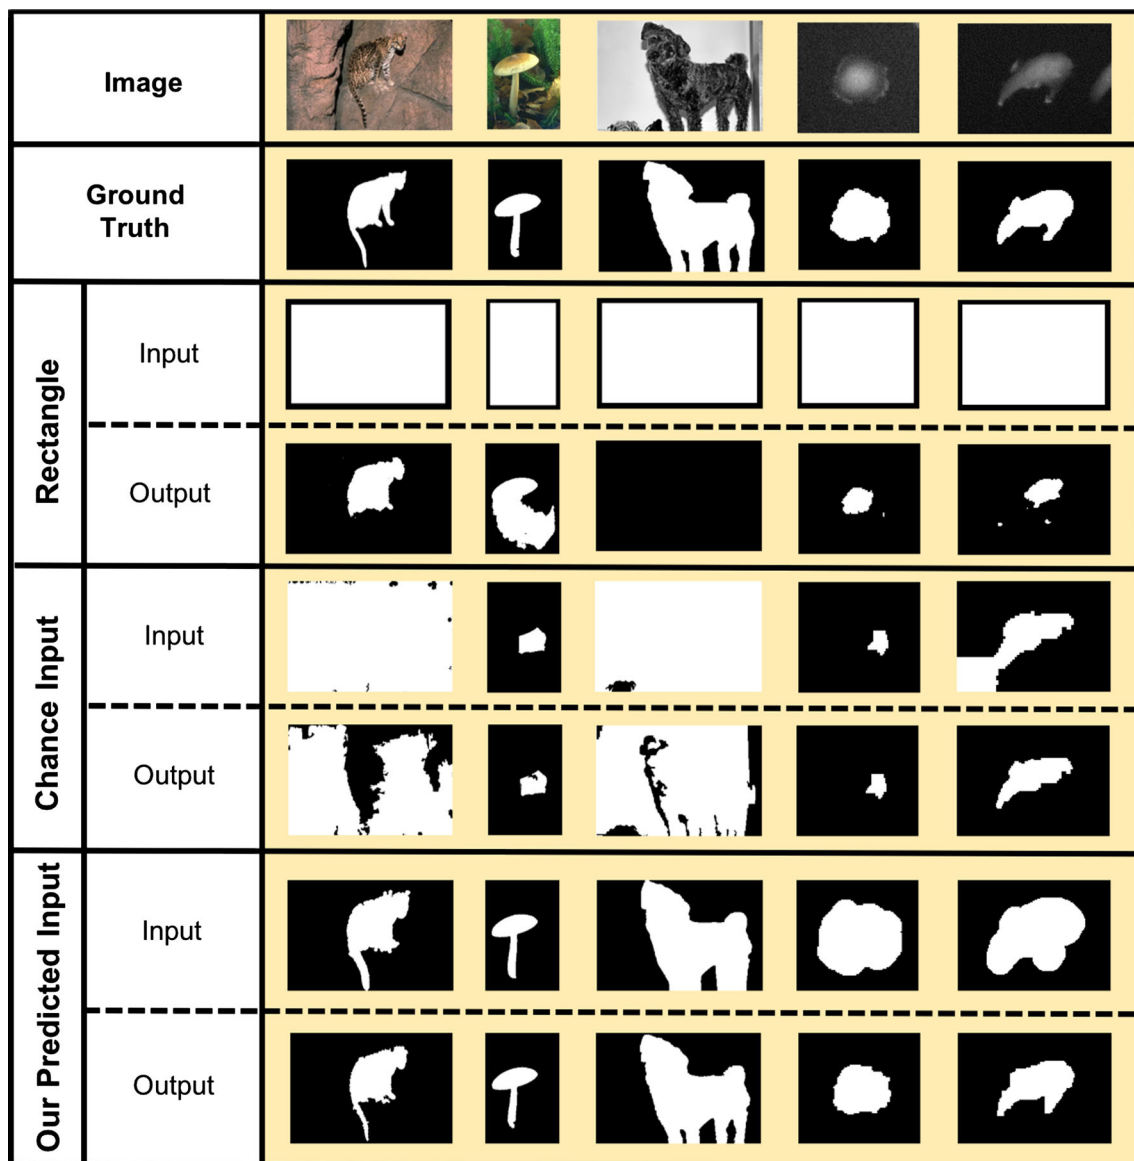 Image
Ground
Truth
Rectangle
Input
Output
Chance Input
Input
Output
Our Predicted Input
Input
Output